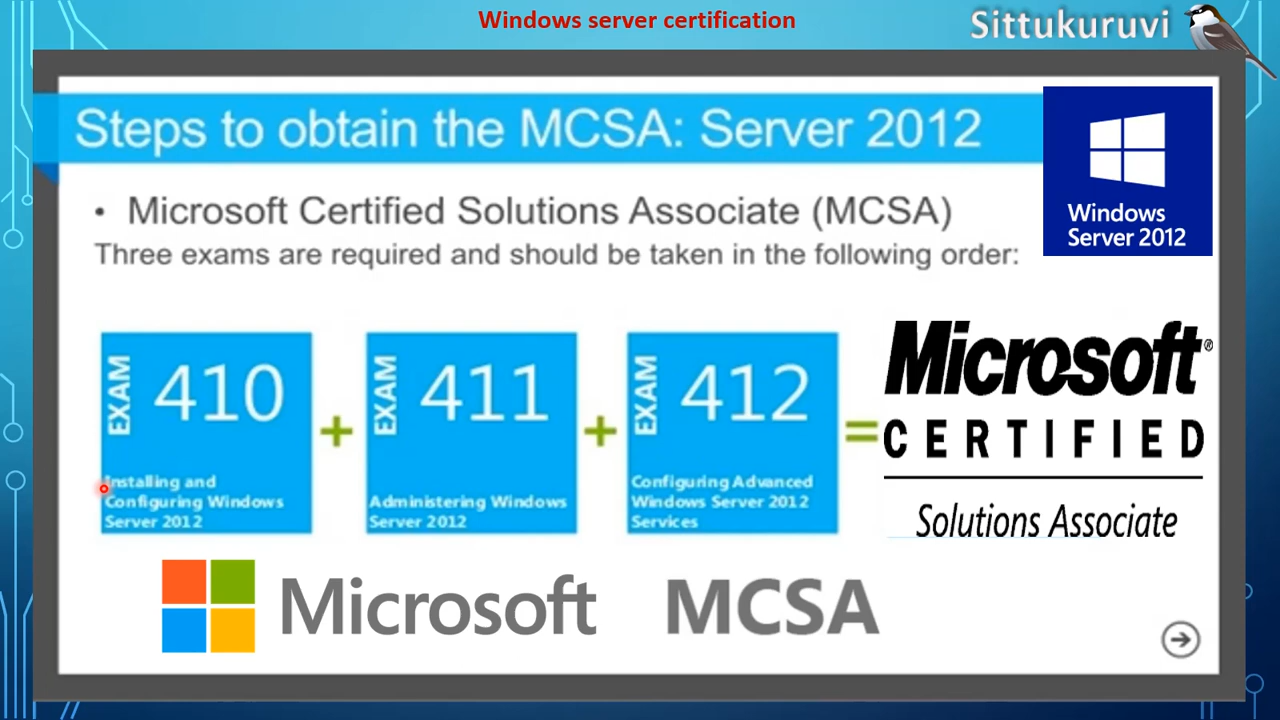 Windows server certification
Sittukuruvi
Steps to obtain the MCSA: Server 2012
Windows
Server 2012
• Microsoft Certified Solutions Associate (MCSA)
Three exams are required and should be taken in the following order:
EXAM 410
Installing and
Configuring Windows
Server 2012
+
EXAM 411
Administering Windows
Server 2012
+
EXAM 412
Configuring Advanced
Windows Server 2012
Services
=
Microsoft®
CERTIFIED
Solutions Associate
Microsoft
MCSA